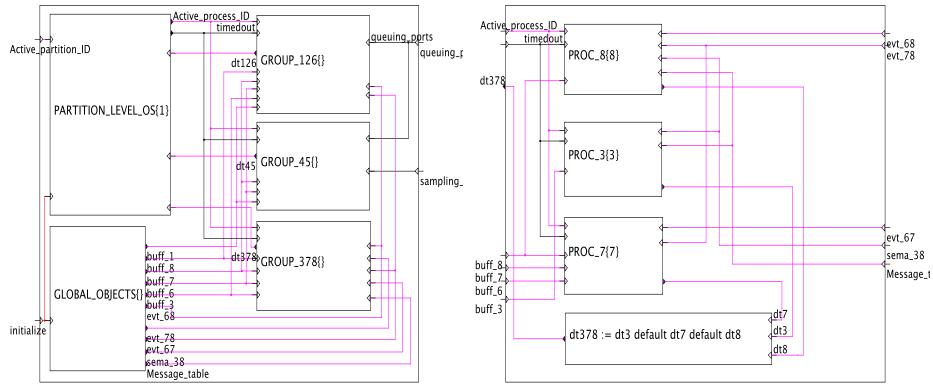 Active_process_ID
timedout
queuing_ports
Active_partition_ID
queuing_p
dt126
GROUP_126{}
PARTITION_LEVEL_OS{1}
dt45
GROUP_45{}
sampling_
dt378
GROUP_378{}
buff_1
buff_8
buff_7
buff_6
buff_3
evt_68
GLOBAL_OBJECTS{}
initialize
evt_78
evt_67
sema_38
Message_table
Active_process_ID
timedout
PROC_8{8}
evt_68
evt_78
dt378
PROC_3{3}
PROC_7{7}
evt_67
sema_38
Message_t
buff_8
buff_7
buff_6
buff_3
dt7
dt3
dt8
dt378 := dt3 default dt7 default dt8